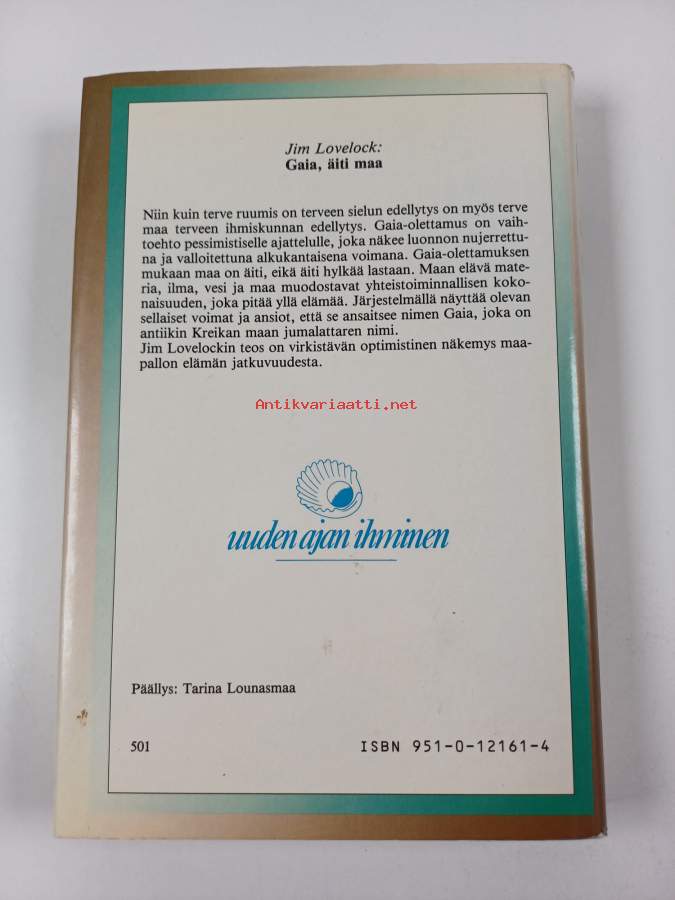 Jim Lovelock:
Gaia, äiti maa
Niin kuin terve ruumis on terveen sielun edellytys on myös terve
maa terveen ihmiskunnan edellytys. Gaia-olettamus on vaih-
toehto pessimistiselle ajattelulle, joka näkee luonnon nujerrettu-
na ja valloitettuna alkukantaisena voimana. Gaia-olettamuksen
mukaan maa on äiti, eikä äiti hylkää lastaan. Maan elävä mate-
ria, ilma, vesi ja maa muodostavat yhteistoiminnallisen koko-
naisuuden, joka pitää yllä elämää. Järjestelmällä näyttää olevan
sellaiset voimat ja ansiot, että se ansaitsee nimen Gaia, joka on
antiikin Kreikan maan jumalattaren nimi.
Jim Lovelockin teos on virkistävän optimistinen näkemys maa-
pallon elämän jatkuvuudesta.
Antikvariaatti.net
uuden ajan ihminen
Päällys: Tarina Lounasmaa
501 ISBN 951-0-12161-4